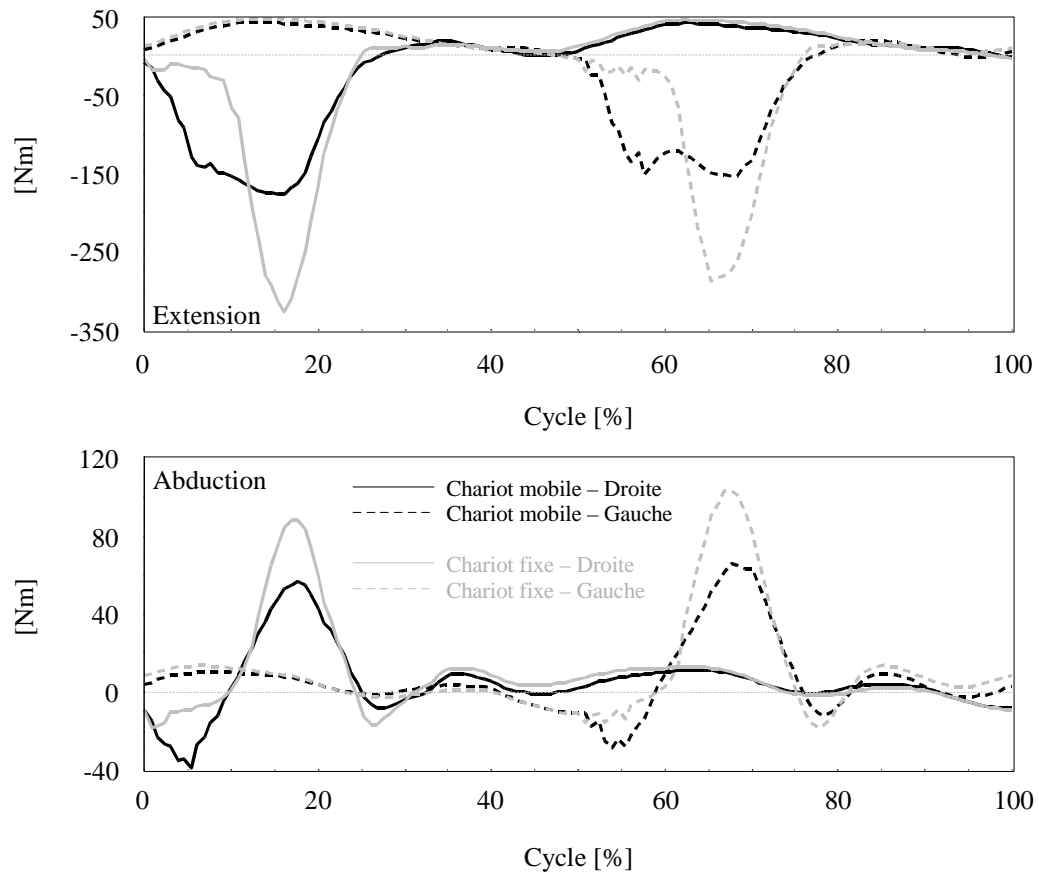 50
-50
[Nm]
-150
-250
Extension
-350
0 20 40 60 80 100
Cycle [%]
120
Abduction
Chariot mobile – Droite
Chariot mobile – Gauche
80
Chariot fixe – Droite
Chariot fixe – Gauche
[Nm]
40
0
-40
0 20 40 60 80 100
Cycle [%]